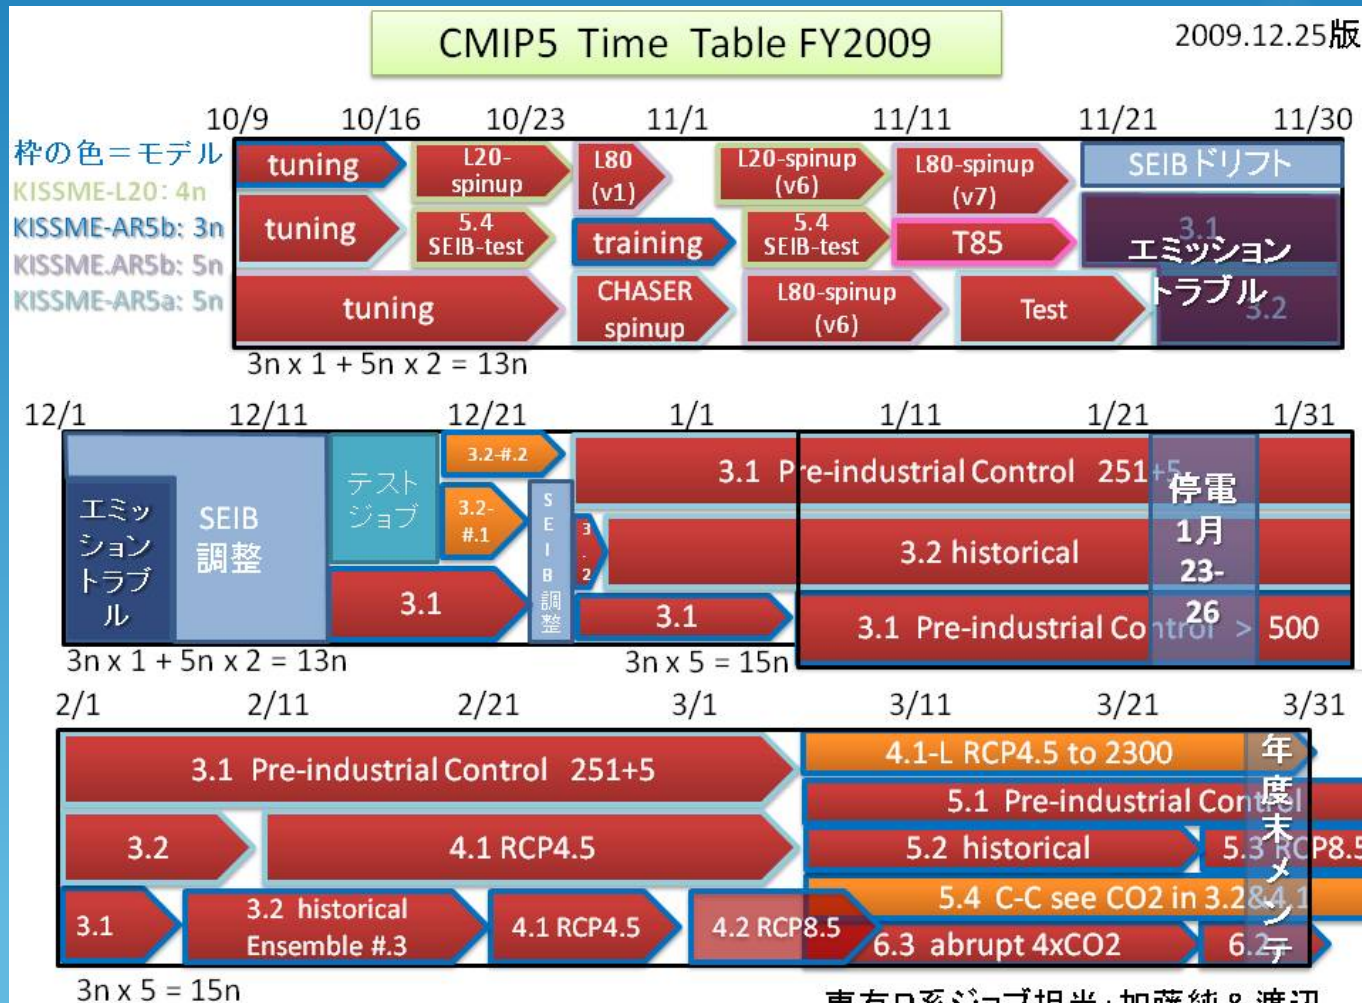 CMIP5 Time Table FY2009
2009.12.25版
10/9 10/16 10/23 11/1 11/11 11/21 11/30
枠の色＝モデル
KISSME-L20: 4n
KISSME-AR5b: 3n
KISSME.AR5b: 5n
KISSME-AR5a: 5n
tuning
L20-
spinup
L80
(v1)
L20-spinup
(v6)
L80-spinup
(v7)
SEIBドリフト
tuning
5.4
SEIB-test
training
5.4
SEIB-test
T85
3.1
エミッション
トラブル
3.2
tuning
CHASER
spinup
L80-spinup
(v6)
Test
3n x 1 + 5n x 2 = 13n
12/1 12/11 12/21 1/1 1/11 1/21 1/31
エミッ
ション
トラブ
ル
SEIB
調整
テスト
ジョブ
3.2-#.2
3.2-
#.1
3.1
S
E
I
B
調
整
3
.
2
3.1
3.1 Pre-industrial Control 251+5
3.2 historical
3.1 Pre-industrial Control > 500
停電
1月
23-
26
3n x 1 + 5n x 2 = 13n
3n x 5 = 15n
2/1 2/11 2/21 3/1 3/11 3/21 3/31
3.1 Pre-industrial Control 251+5
3.2
4.1 RCP4.5
3.1
3.2 historical
Ensemble #.3
4.1 RCP4.5
4.2 RCP8.5
4.1-L RCP4.5 to 2300
5.1 Pre-industrial Control
5.2 historical
5.3 RCP8.5
5.4 C-C see CO2 in 3.2&4.1
6.3 abrupt 4xCO2
6.2a
年
度
末
メ
ン
テ
3n x 5 = 15n